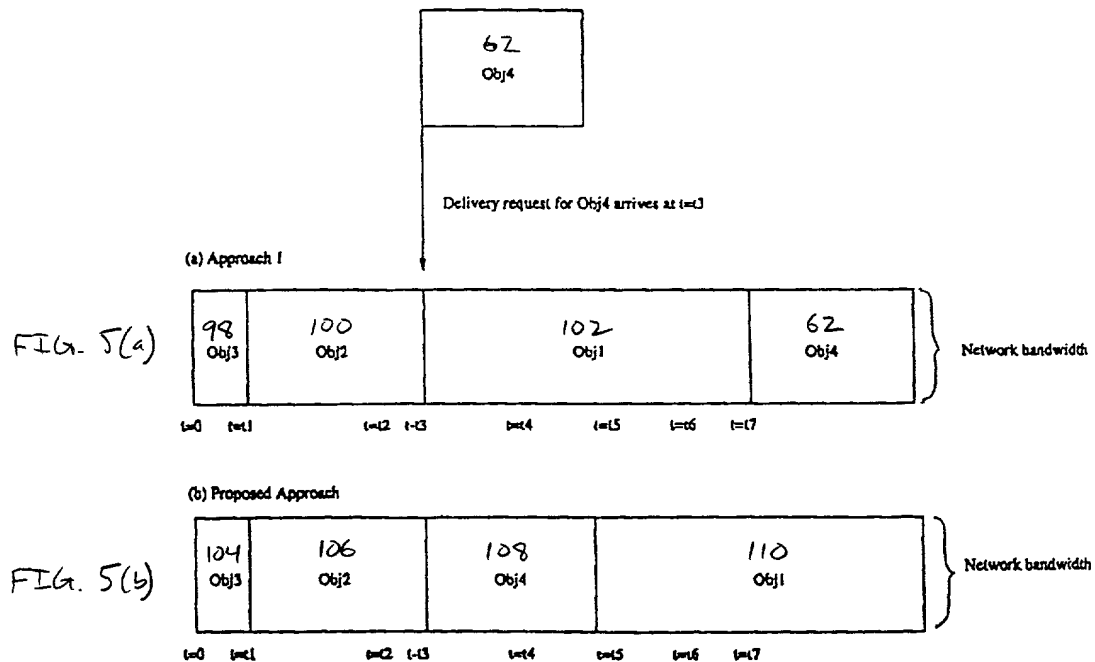 62
Obj4
Delivery request for Obj4 arrives at t=t3
(a) Approach 1
FIG. 5(a)
98
Obj3
100
Obj2
102
Obj1
62
Obj4
Network bandwidth
t=0 t=t1 t=t2 t-t3 t=t4 t=t5 t=t6 t=t7
(b) Proposed Approach
FIG. 5(b)
104
Obj3
106
Obj2
108
Obj4
110
Obj1
Network bandwidth
t=0 t=t1 t=t2 t-t3 t=t4 t=t5 t=t6 t=t7